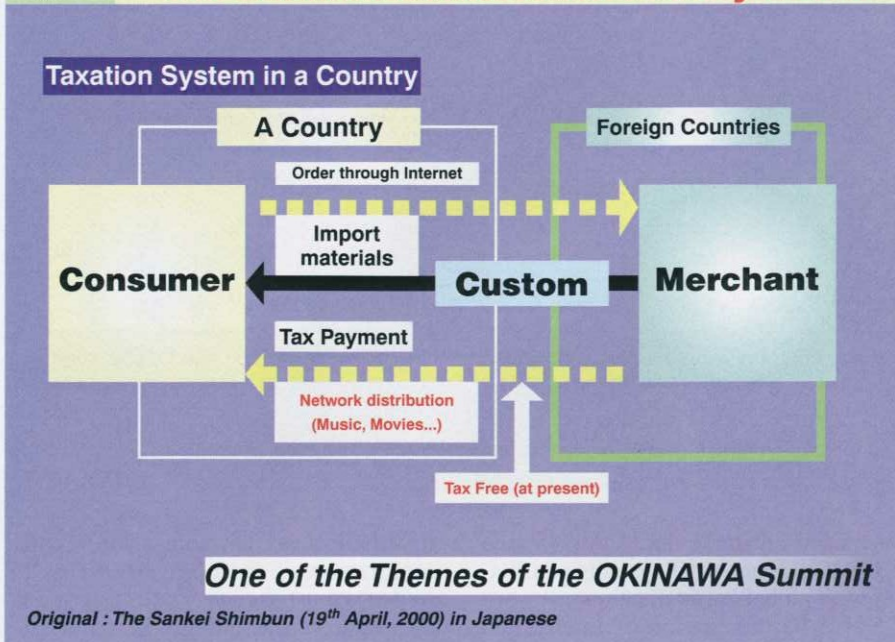 Taxation System in a Country
A Country
Foreign Countries
Order through Internet
Import
materials
Consumer
Custom
Merchant
Tax Payment
Network distribution
(Music, Movies...)
Tax Free (at present)
One of the Themes of the OKINAWA Summit
Original : The Sankei Shimbun (19th April, 2000) in Japanese